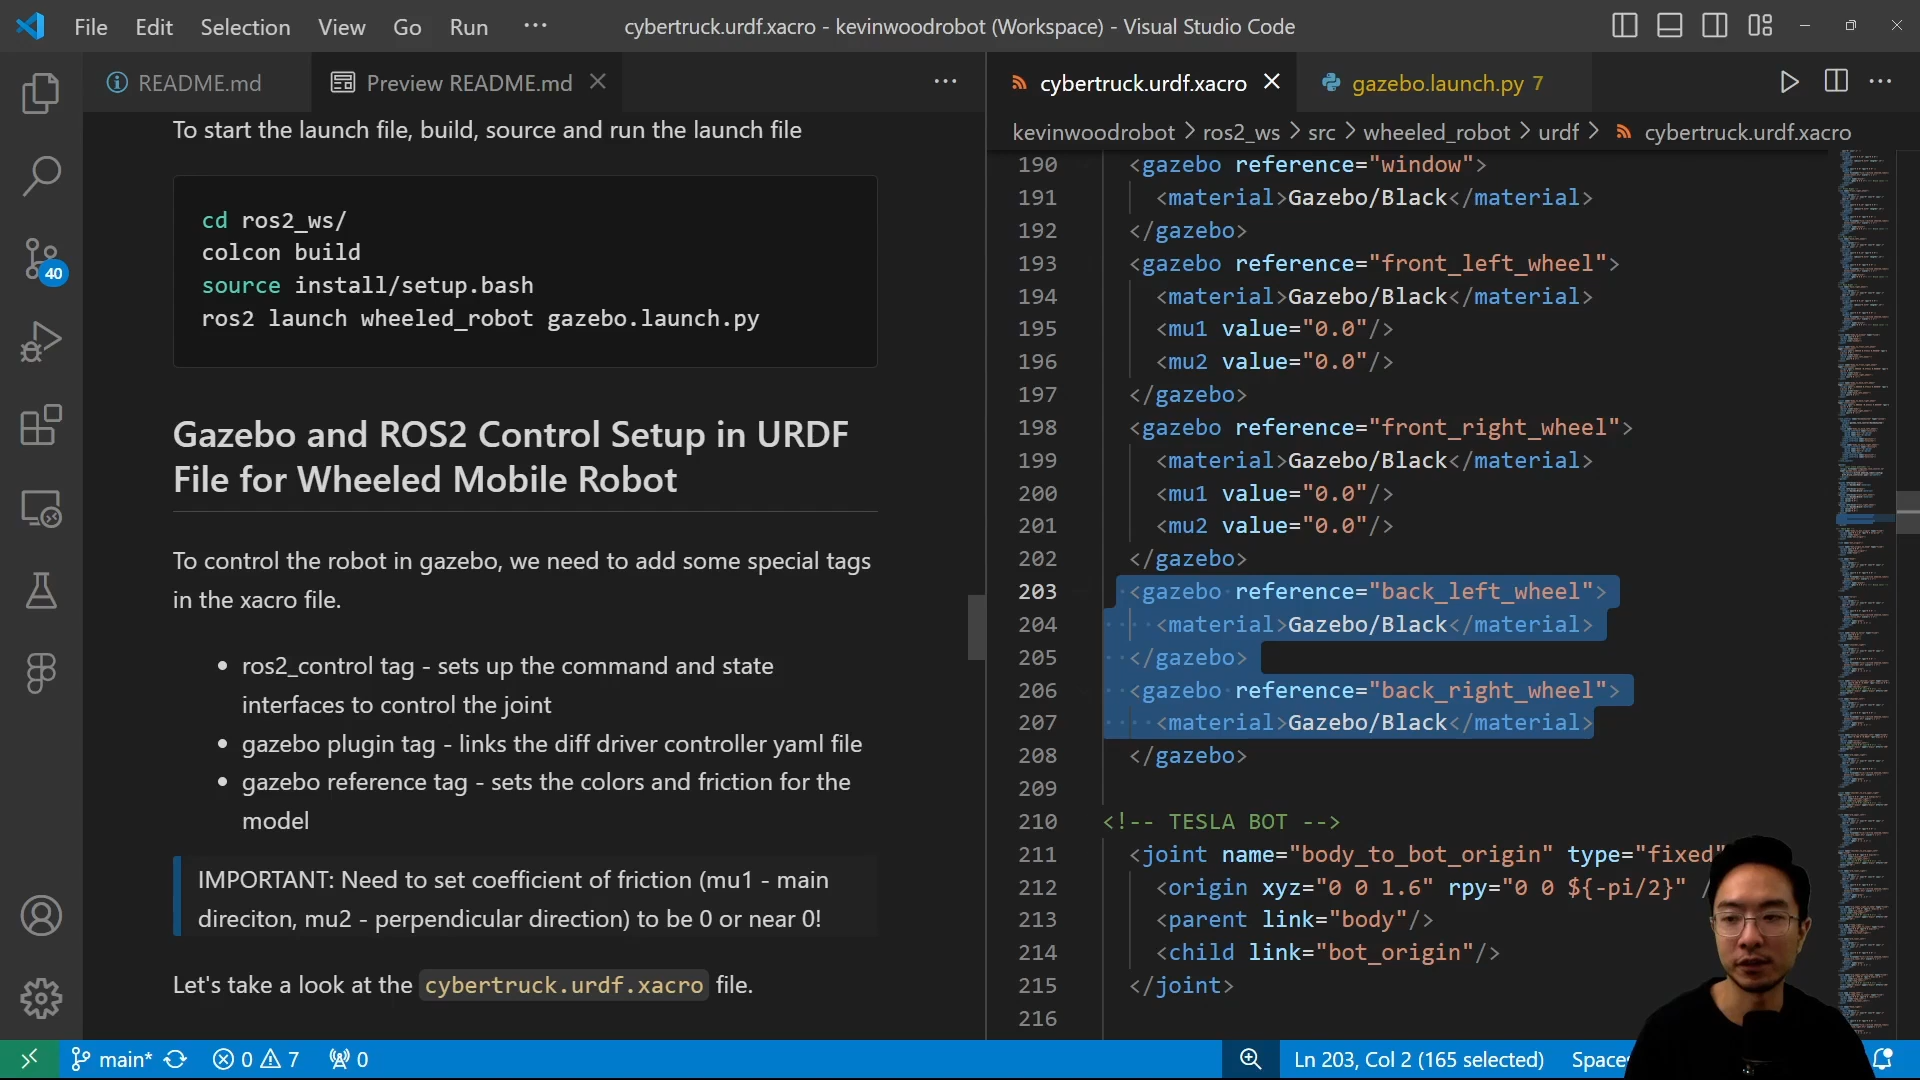 File Edit Selection View Go Run ··· cybertruck.urdf.xacro - kevinwoodrobot (Workspace) - Visual Studio Code
README.md Preview README.md ···
To start the launch file, build, source and run the launch file
cd ros2_ws/
colcon build
source install/setup.bash
ros2 launch wheeled_robot gazebo.launch.py
Gazebo and ROS2 Control Setup in URDF
File for Wheeled Mobile Robot
To control the robot in gazebo, we need to add some special tags
in the xacro file.
• ros2_control tag - sets up the command and state
interfaces to control the joint
• gazebo plugin tag - links the diff driver controller yaml file
• gazebo reference tag - sets the colors and friction for the
model
IMPORTANT: Need to set coefficient of friction (mu1 - main
direciton, mu2 - perpendicular direction) to be 0 or near 0!
Let's take a look at the cybertruck.urdf.xacro file.
40
cybertruck.urdf.xacro gazebo.launch.py 7 ···
kevinwoodrobot > ros2_ws > src > wheeled_robot > urdf > cybertruck.urdf.xacro
190 <gazebo reference="window">
191 <material>Gazebo/Black</material>
192 </gazebo>
193 <gazebo reference="front_left_wheel">
194 <material>Gazebo/Black</material>
195 <mu1 value="0.0"/>
196 <mu2 value="0.0"/>
197 </gazebo>
198 <gazebo reference="front_right_wheel">
199 <material>Gazebo/Black</material>
200 <mu1 value="0.0"/>
201 <mu2 value="0.0"/>
202 </gazebo>
203 <gazebo reference="back_left_wheel">
204 <material>Gazebo/Black</material>
205 </gazebo>
206 <gazebo reference="back_right_wheel">
207 <material>Gazebo/Black</material>
208 </gazebo>
209
210 <!-- TESLA BOT -->
211 <joint name="body_to_bot_origin" type="fixed"
212 <origin xyz="0 0 1.6" rpy="0 0 ${-pi/2}" /
213 <parent link="body"/>
214 <child link="bot_origin"/>
215 </joint>
216
main* 0 7 0 Ln 203, Col 2 (165 selected)